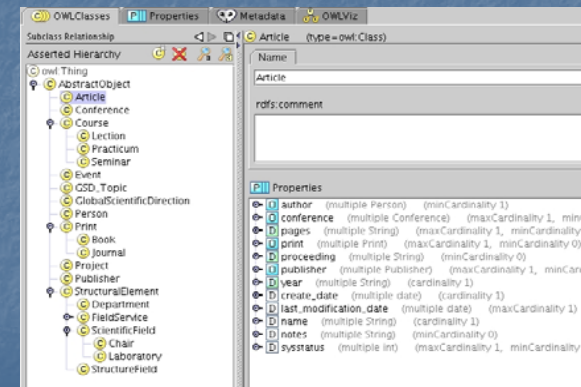 OWLClasses Properties Metadata OWLViz
Subclass Relationship
Asserted Hierarchy
owl:Thing
AbstractObject
Article
Conference
Course
Lection
Practicum
Seminar
Event
GSD_Topic
GlobalScientificDirection
Person
Print
Book
Journal
Project
Publisher
StructuralElement
Department
FieldService
ScientificField
Chair
Laboratory
StructureField
Article (type=owl:Class)
Name
Article
rdfs:comment
Properties
author (multiple Person) (minCardinality 1)
conference (multiple Conference) (maxCardinality 1, min
pages (multiple String) (maxCardinality 1, minCardinality
print (multiple Print) (maxCardinality 1, minCardinality 0)
proceeding (multiple String) (minCardinality 0)
publisher (multiple Publisher) (maxCardinality 1, minCar
year (multiple String) (cardinality 1)
create_date (multiple date) (cardinality 1)
last_modification_date (multiple date) (maxCardinality 1)
name (multiple String) (cardinality 1)
notes (multiple String) (minCardinality 0)
sysstatus (multiple int) (maxCardinality 1, minCardinality